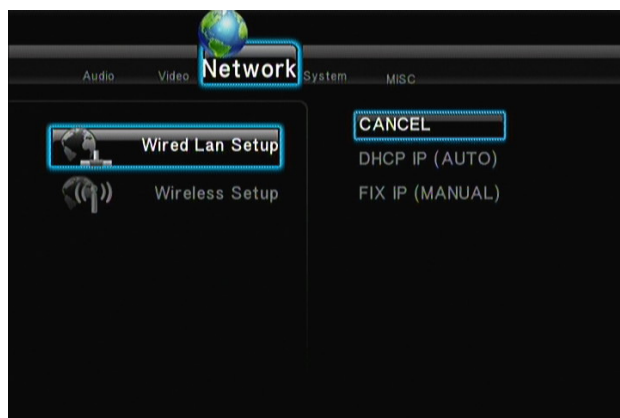 Audio Video Network System MISC
Wired Lan Setup
Wireless Setup
CANCEL
DHCP IP (AUTO)
FIX IP (MANUAL)